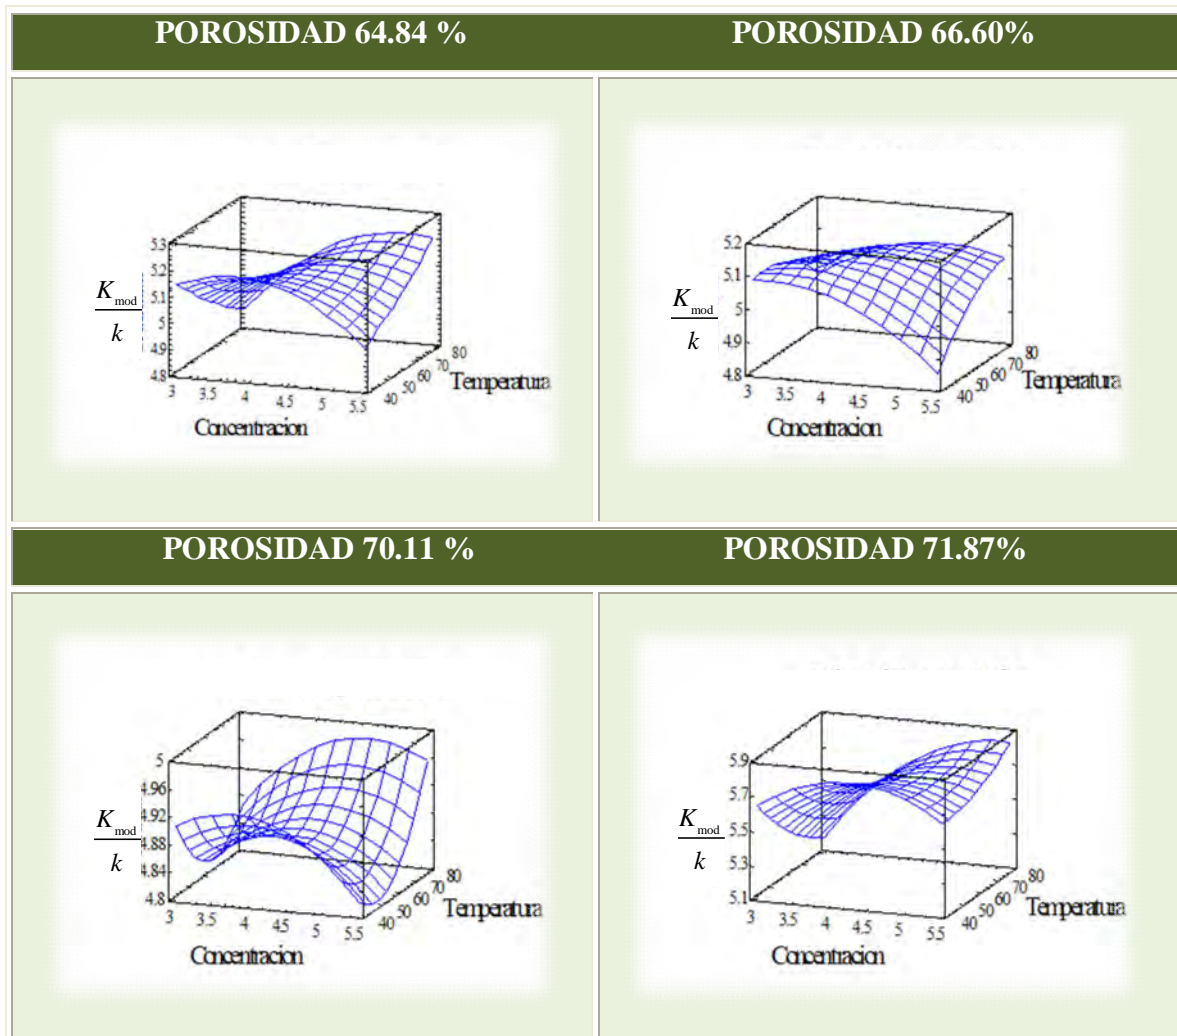 POROSIDAD 64.84 %
POROSIDAD 66.60%
5.3
5.2
5.1
5
4.9
4.8
K_mod
k
3 3.5 4 4.5 5 5.5
Concentracion
40 50 60 70 80
Temperatura
5.2
5.1
5
4.9
4.8
K_mod
k
3 3.5 4 4.5 5 5.5
Concentracion
40 50 60 70 80
Temperatura
POROSIDAD 70.11 %
POROSIDAD 71.87%
5
4.96
4.92
4.88
4.84
4.8
K_mod
k
3 3.5 4 4.5 5 5.5
Concentracion
40 50 60 70 80
Temperatura
5.9
5.7
5.5
5.3
5.1
K_mod
k
3 3.5 4 4.5 5 5.5
Concentracion
40 50 60 70 80
Temperatura